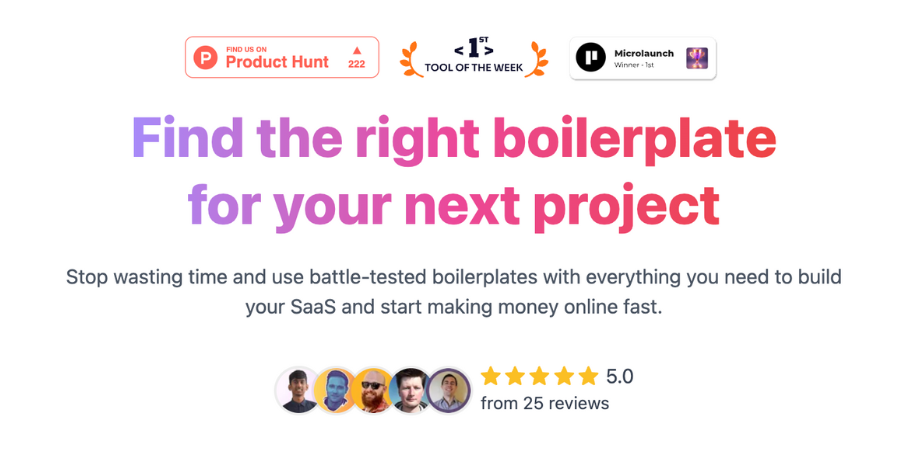 FIND US ON
Product Hunt
222
<1ST>
TOOL OF THE WEEK
Microlaunch
Winner - 1st
Find the right boilerplate
for your next project
Stop wasting time and use battle-tested boilerplates with everything you need to build
your SaaS and start making money online fast.
5.0
from 25 reviews